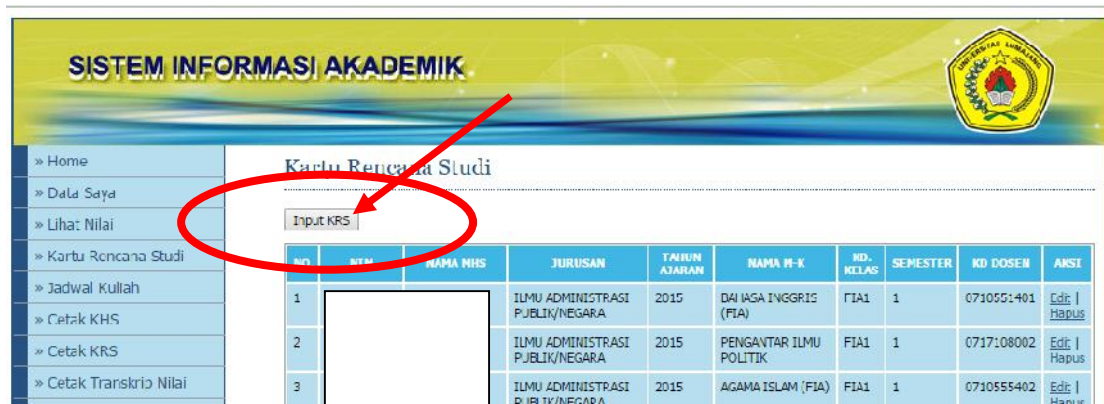 SISTEM INFORMASI AKADEMIK
» Home
» Data Saya
» Lihat Nilai
» Kartu Rencana Studi
» Jadwal Kuliah
» Cetak KHS
» Cetak KRS
» Cetak Transkrip Nilai
Kartu Rencana Studi
Input KRS
NO NIM NAMA MHS JURUSAN TAHUN AJARAN NAMA M-K KD. KELAS SEMESTER KD DOSEN AKSI
1 ILMU ADMINISTRASI 2015 BAHASA INGGRIS FIA1 1 0710551401 Edit |
PUBLIK/NEGARA (FIA) Hapus
2 ILMU ADMINISTRASI 2015 PENGANTAR ILMU FIA1 1 0717108002 Edit |
PUBLIK/NEGARA POLITIK Hapus
3 ILMU ADMINISTRASI 2015 AGAMA ISLAM (FIA) FIA1 1 0710555402 Edit |
PUBLIK/NEGARA Hapus